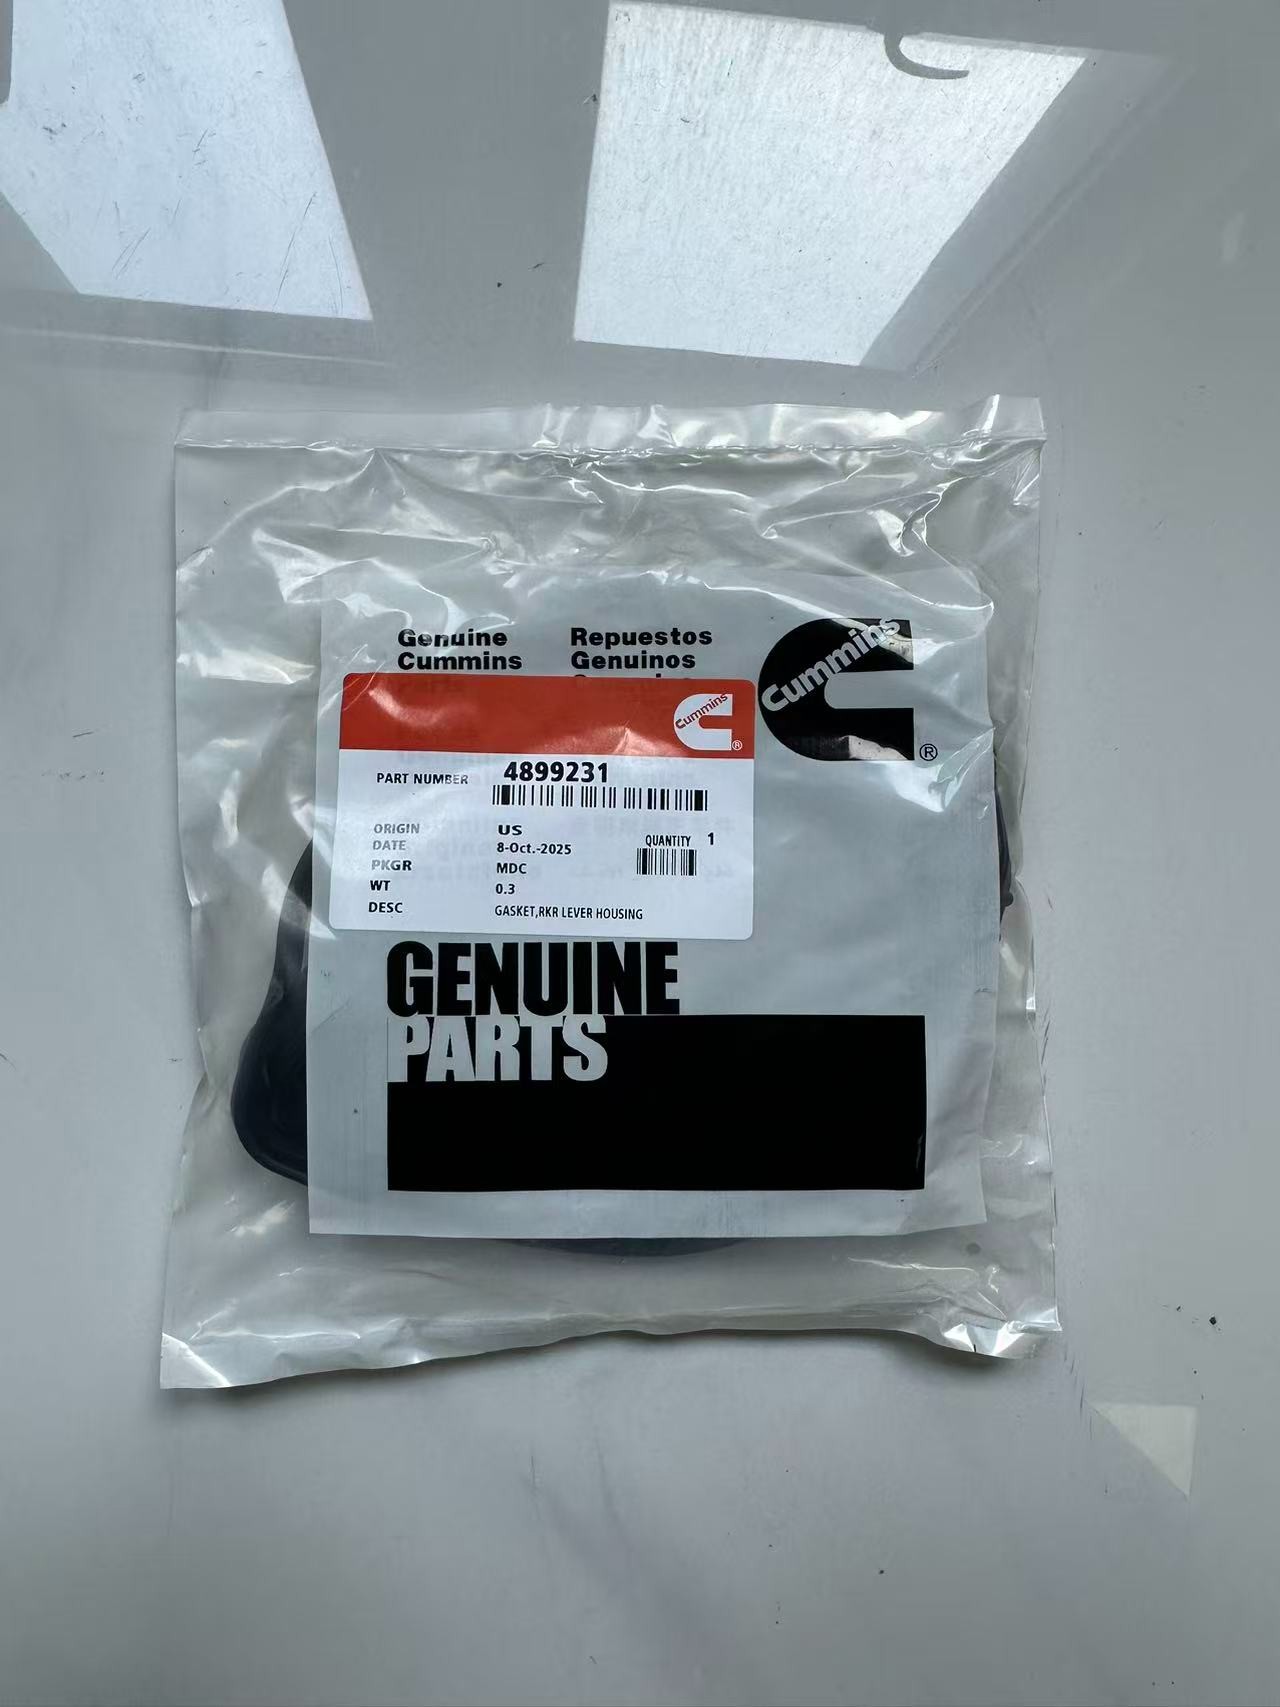 Genuine
Cummins
Repuestos
Genuinos
Cummins
®
Cummins
®
PART NUMBER 4899231
ORIGIN US
DATE 8-Oct.-2025
QUANTITY 1
PKGR MDC
WT 0.3
DESC GASKET,RKR LEVER HOUSING
GENUINE
PARTS